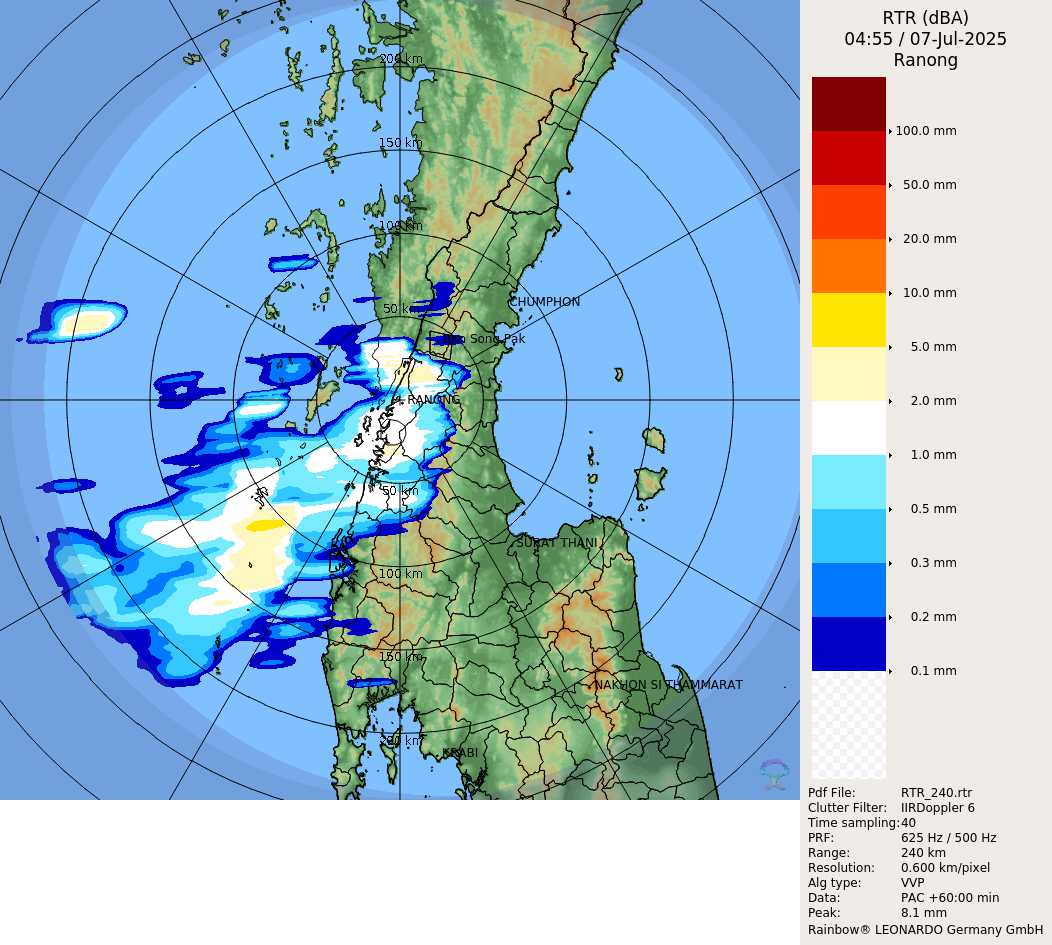 RTR (dBA)
04:55 / 07-Jul-2025
Ranong
200 km
150 km
100 km
50 km
CHUMPHON
Song Pak
RANONG
50 km
SURAT THANI
100 km
150 km
NAKHON SI THAMMARAT
200 km
KRABI
100.0 mm
50.0 mm
20.0 mm
10.0 mm
5.0 mm
2.0 mm
1.0 mm
0.5 mm
0.3 mm
0.2 mm
0.1 mm
Pdf File: RTR_240.rtr
Clutter Filter: IIRDoppler 6
Time sampling: 40
PRF: 625 Hz / 500 Hz
Range: 240 km
Resolution: 0.600 km/pixel
Alg type: VVP
Data: PAC +60:00 min
Peak: 8.1 mm
Rainbow® LEONARDO Germany GmbH